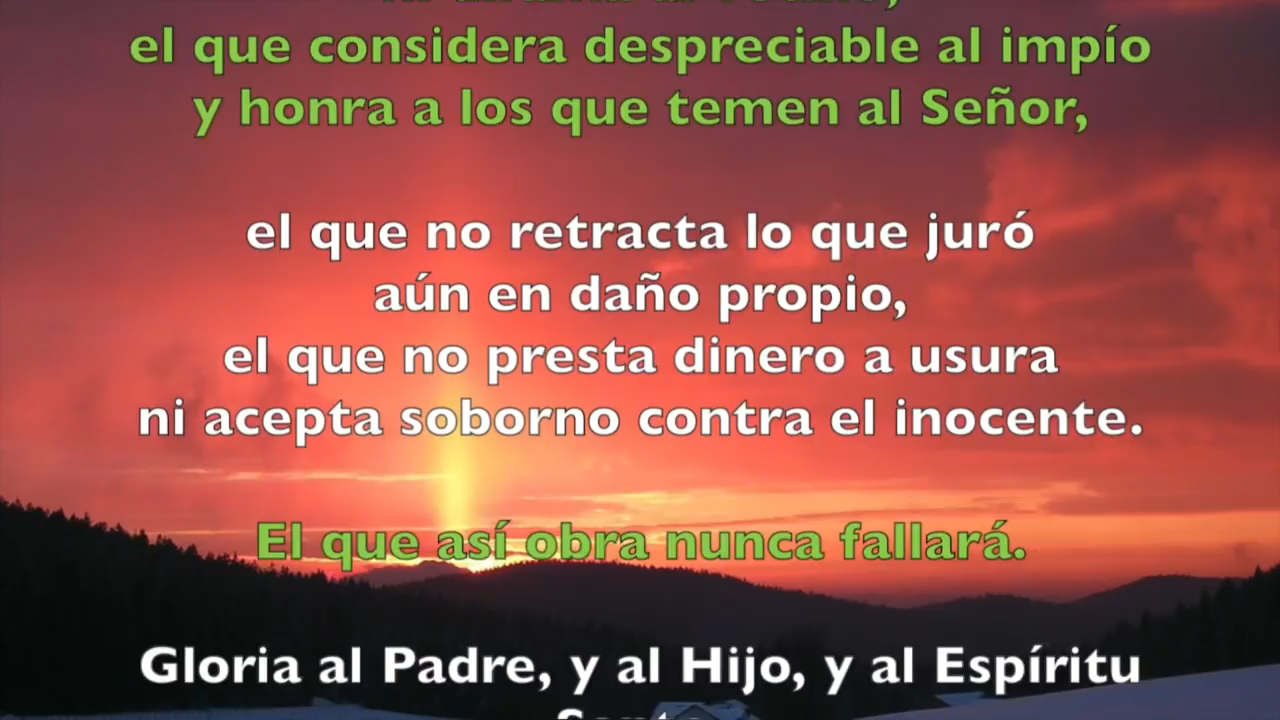 el que considera despreciable al impío
y honra a los que temen al Señor,
el que no retracta lo que juró
aún en daño propio,
el que no presta dinero a usura
ni acepta soborno contra el inocente.
El que así obra nunca fallará.
Gloria al Padre, y al Hijo, y al Espíritu